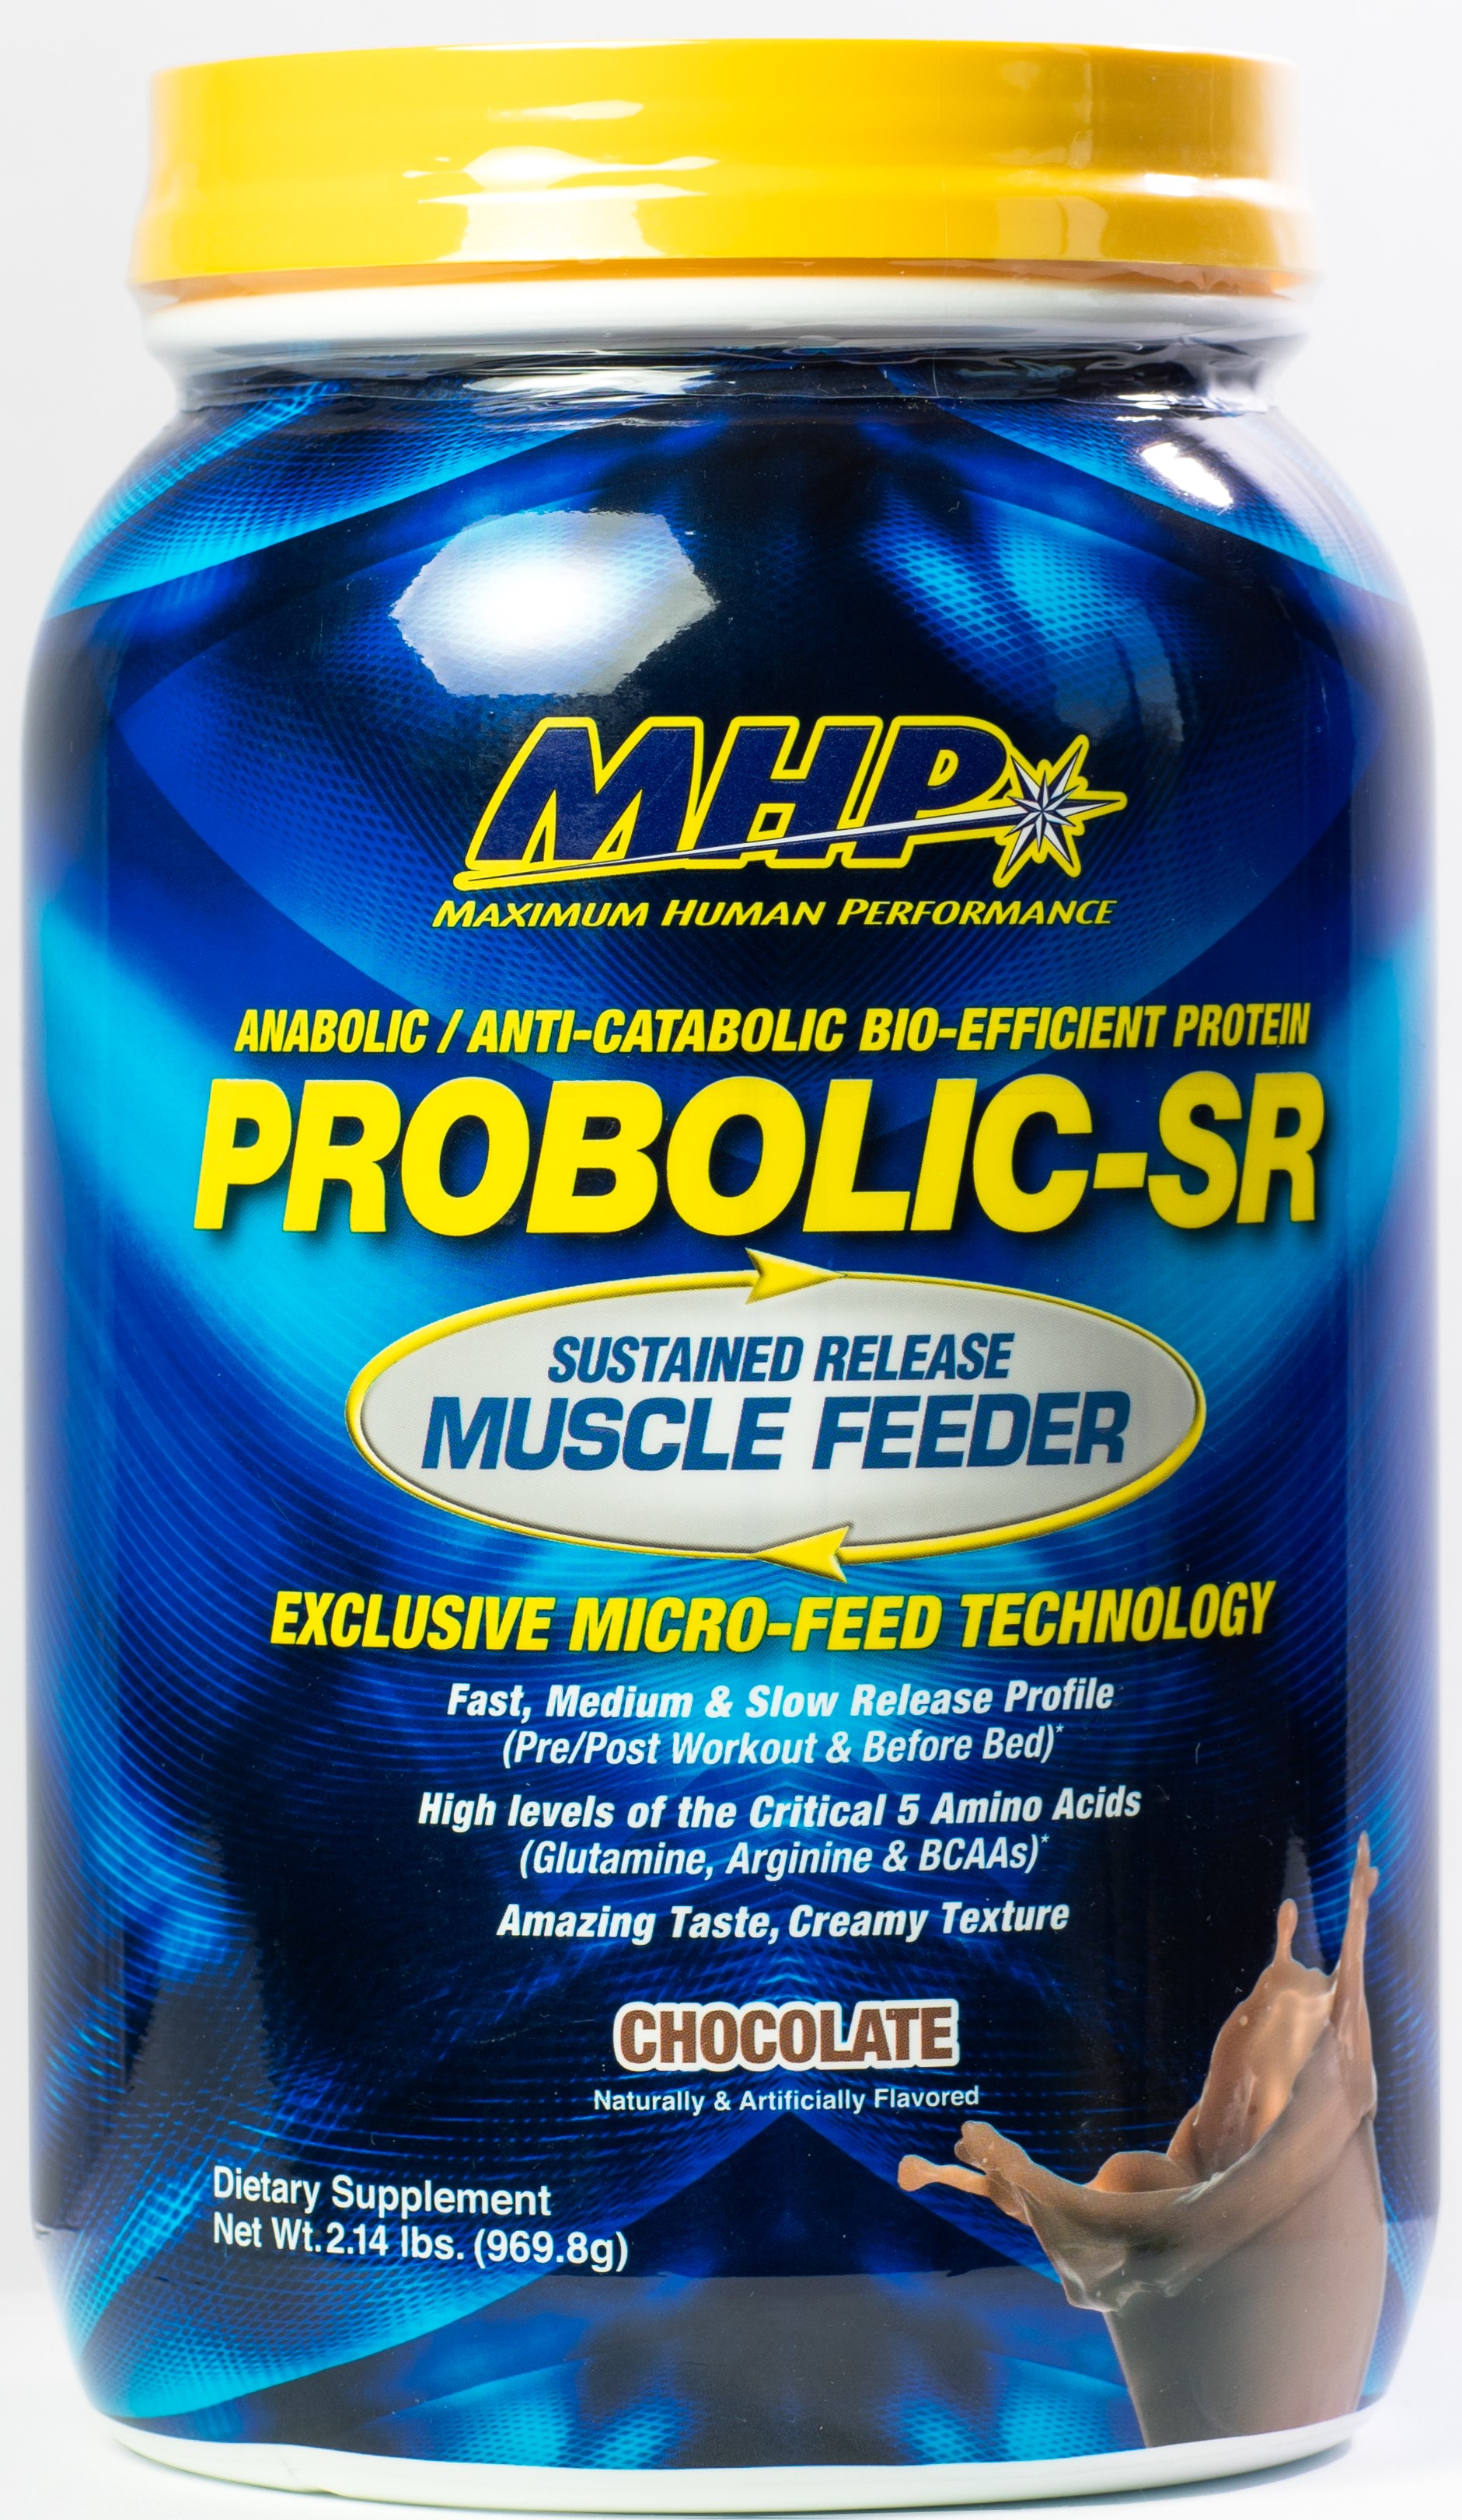 MHP
MAXIMUM HUMAN PERFORMANCE
ANABOLIC / ANTI-CATABOLIC BIO-EFFICIENT PROTEIN
PROBOLIC-SR
SUSTAINED RELEASE
MUSCLE FEEDER
EXCLUSIVE MICRO-FEED TECHNOLOGY
Fast, Medium & Slow Release Profile
(Pre/Post Workout & Before Bed)*
High levels of the Critical 5 Amino Acids
(Glutamine, Arginine & BCAAs)*
Amazing Taste, Creamy Texture
CHOCOLATE
Naturally & Artificially Flavored
Dietary Supplement
Net Wt. 2.14 lbs. (969.8g)